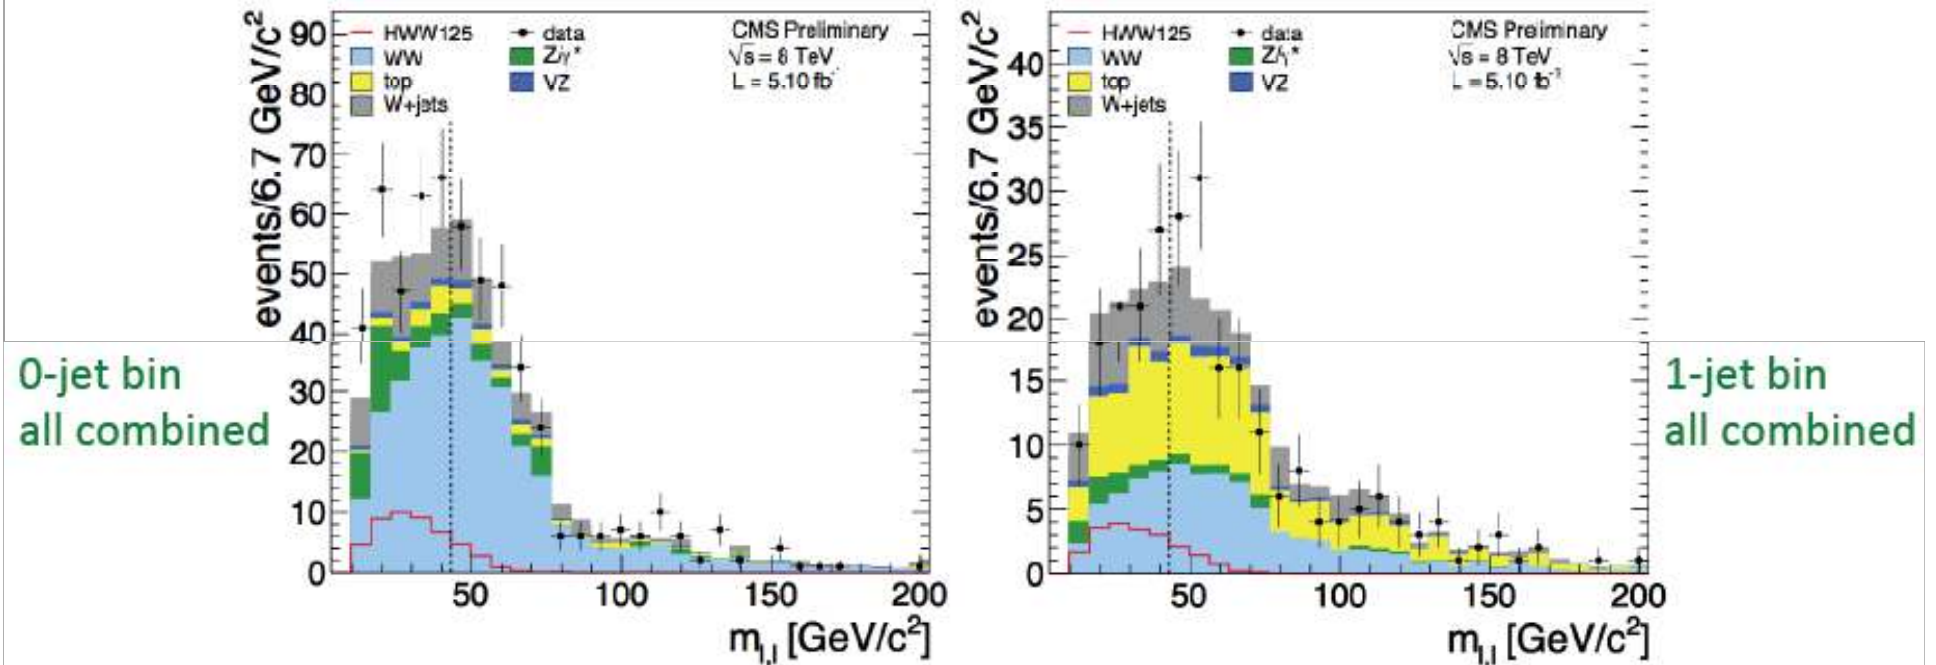 events/6.7 GeV/c²
90
80
70
60
50
40
30
20
10
0
HWW125
WW
top
W+jets
data
Z/γ*
VZ
CMS Preliminary
√s = 8 TeV
L = 5.10 fb⁻
50
100
150
200
m_l,l [GeV/c²]
0-jet bin
all combined
events/6.7 GeV/c²
40
35
30
25
20
15
10
5
0
HWW125
WW
top
W+jets
data
Z/γ*
VZ
CMS Preliminary
√s = 8 TeV
L = 5.10 fb⁻¹
50
100
150
200
m_l,l [GeV/c²]
1-jet bin
all combined